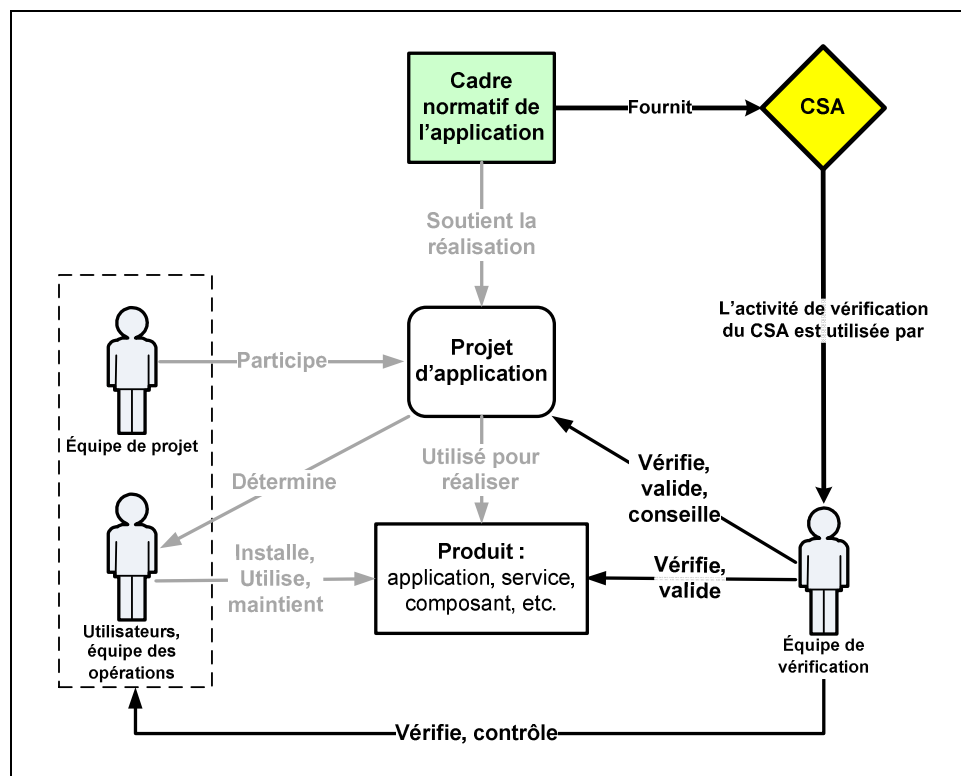 Cadre
normatif de
l'application
Fournit
CSA
Soutient la
réalisation
L'activité de vérification
du CSA est utilisée par
Participe
Projet
d'application
Équipe de projet
Utilisé pour
réaliser
Vérifie,
valide,
conseille
Détermine
Installe,
Utilise,
maintient
Produit :
application, service,
composant, etc.
Vérifie,
valide
Utilisateurs,
équipe des
opérations
Équipe de
vérification
Vérifie, contrôle